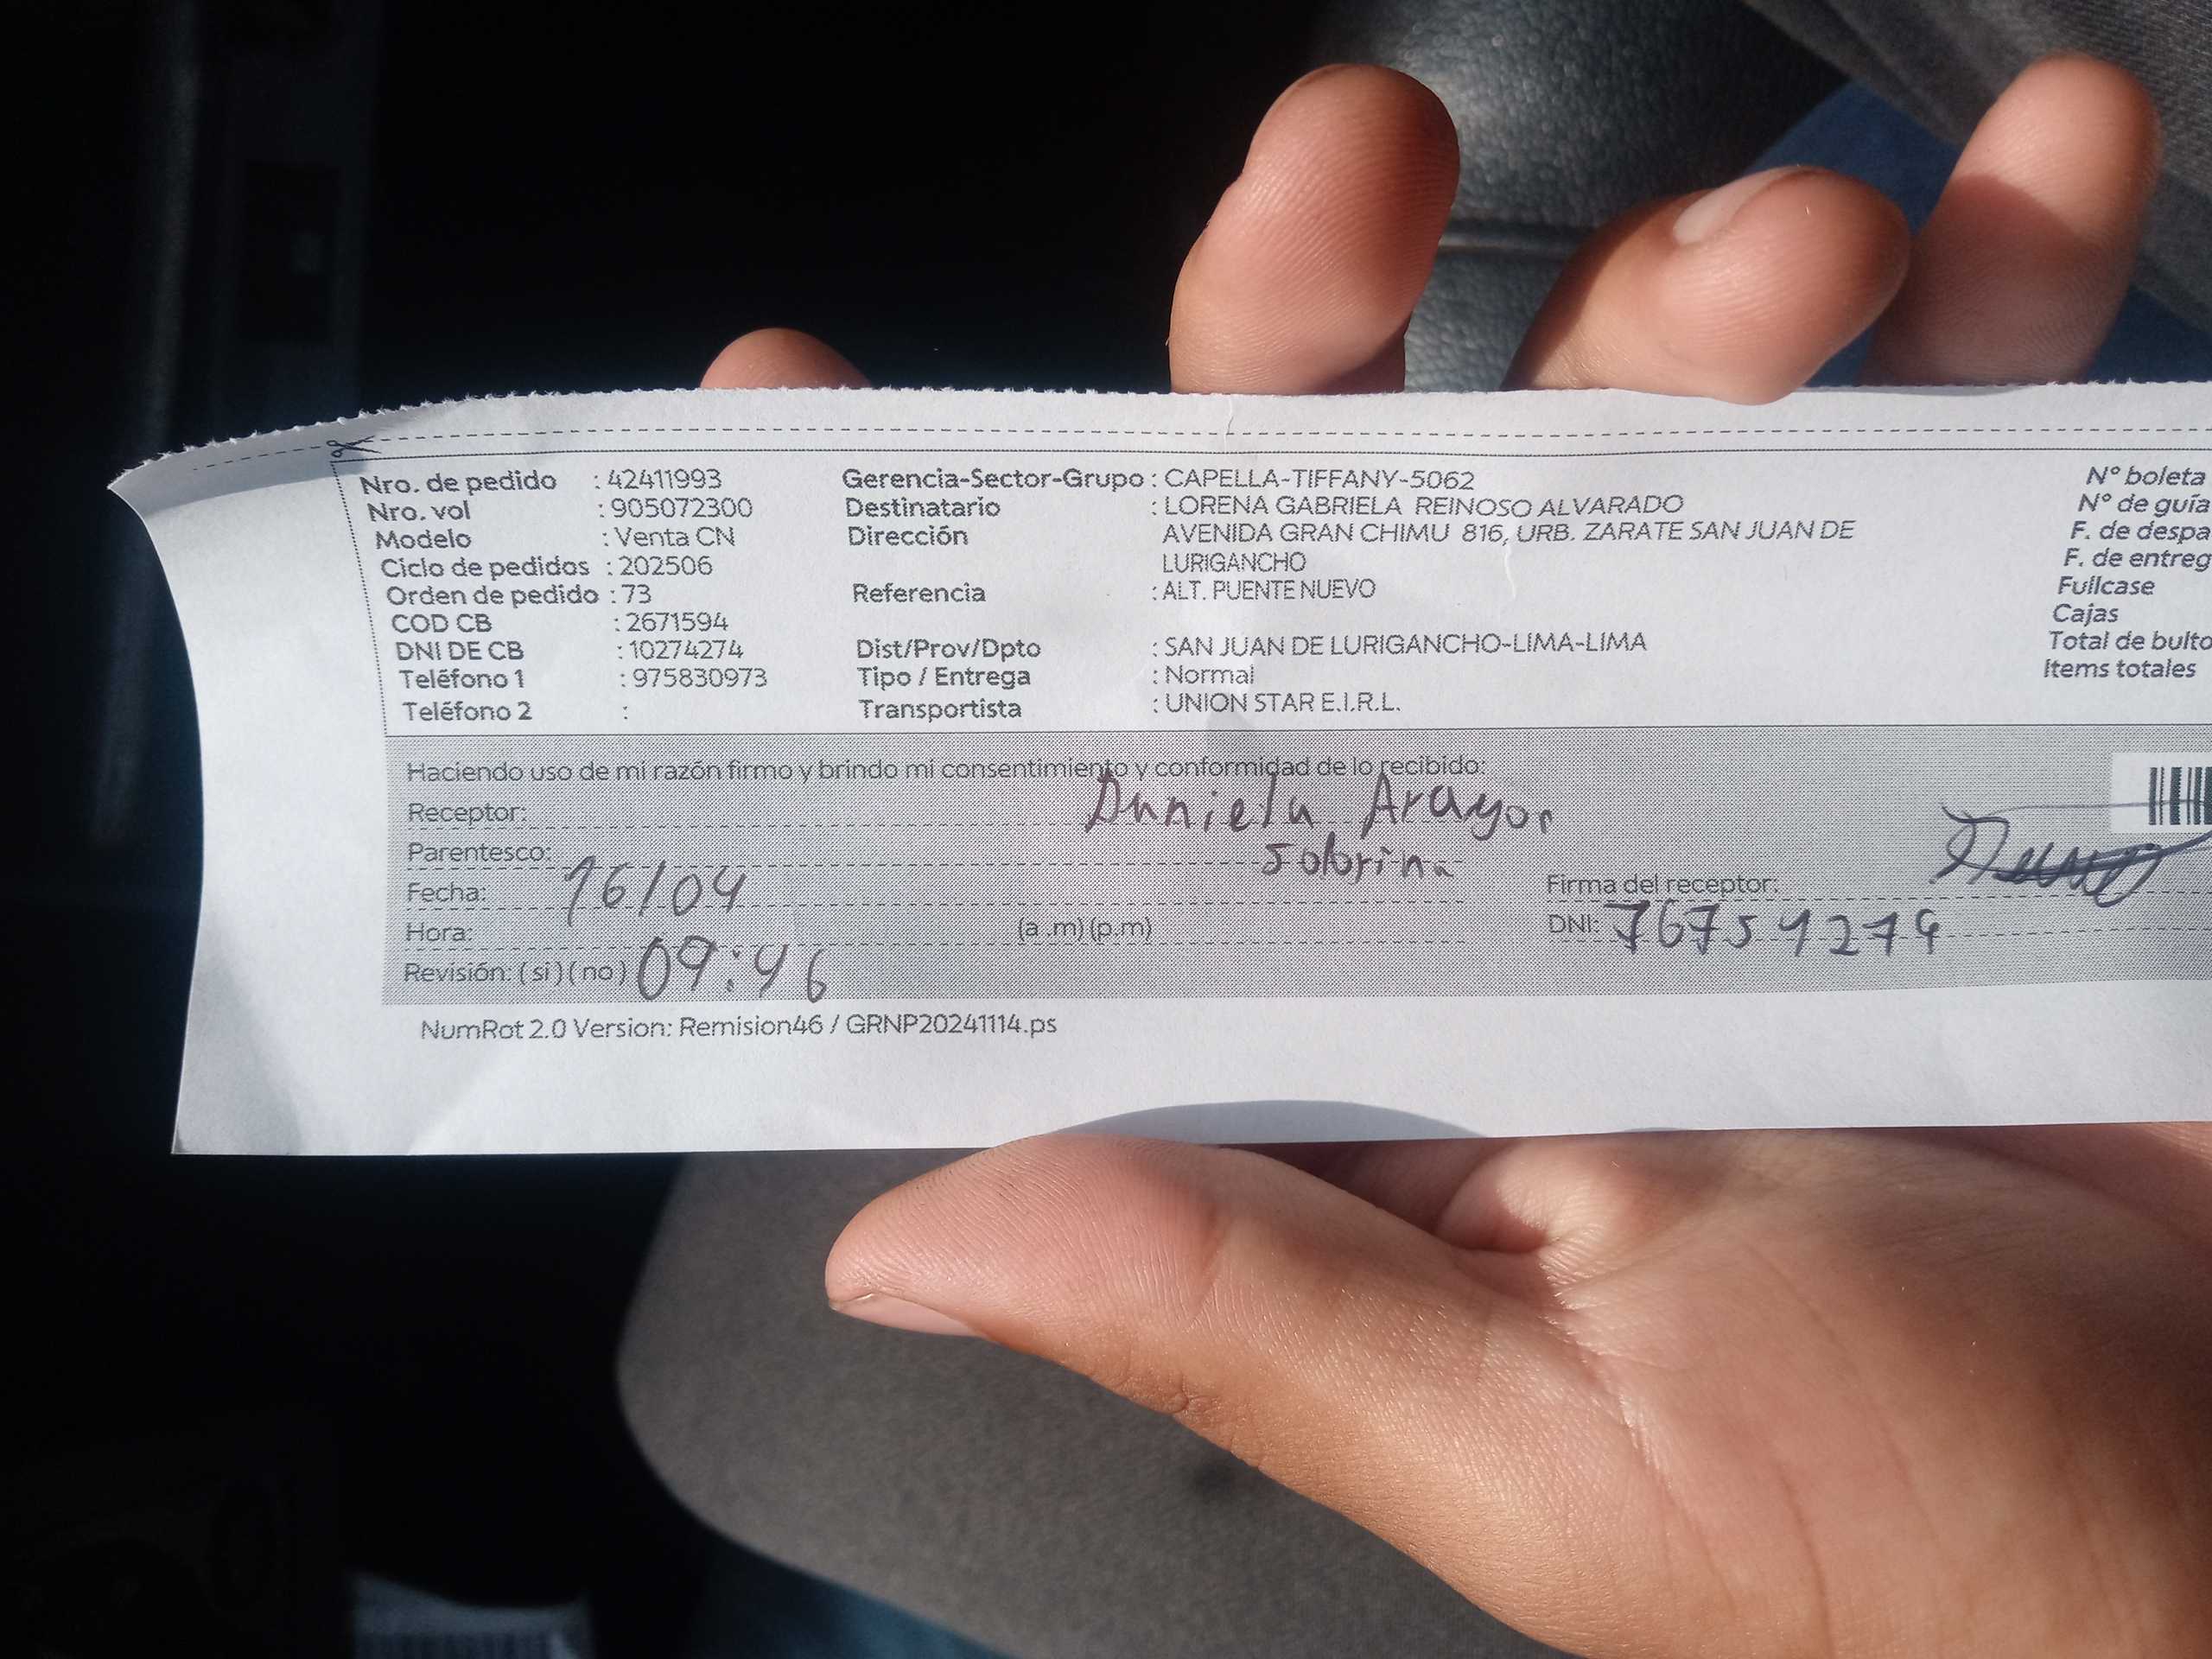 Nro. de pedido : 42411993 Gerencia-Sector-Grupo : CAPELLA-TIFFANY-5062 N° boleta
Nro. vol : 905072300 Destinatario : LORENA GABRIELA REINOSO ALVARADO N° de guía
Modelo : Venta CN Dirección AVENIDA GRAN CHIMU 816, URB. ZARATE SAN JUAN DE F. de despa
Ciclo de pedidos : 202506 LURIGANCHO F. de entreg
Orden de pedido : 73 Referencia : ALT. PUENTE NUEVO Fullcase
COD CB : 2671594 Cajas
DNI DE CB : 10274274 Dist/Prov/Dpto : SAN JUAN DE LURIGANCHO-LIMA-LIMA Total de bulto
Teléfono 1 : 975830973 Tipo / Entrega : Normal Items totales
Teléfono 2 : Transportista : UNION STAR E.I.R.L.
Haciendo uso de mi razón firmo y brindo mi consentimiento y conformidad de lo recibido:
Receptor: Daniela
Parentesco: Sobrina
Fecha: 16/04 Firma del receptor:
Hora: (a .m) (p.m) DNI:
Revisión: ( si ) ( no ) 09:46
NumRot 2.0 Version: Remision46 / GRNP20241114.ps